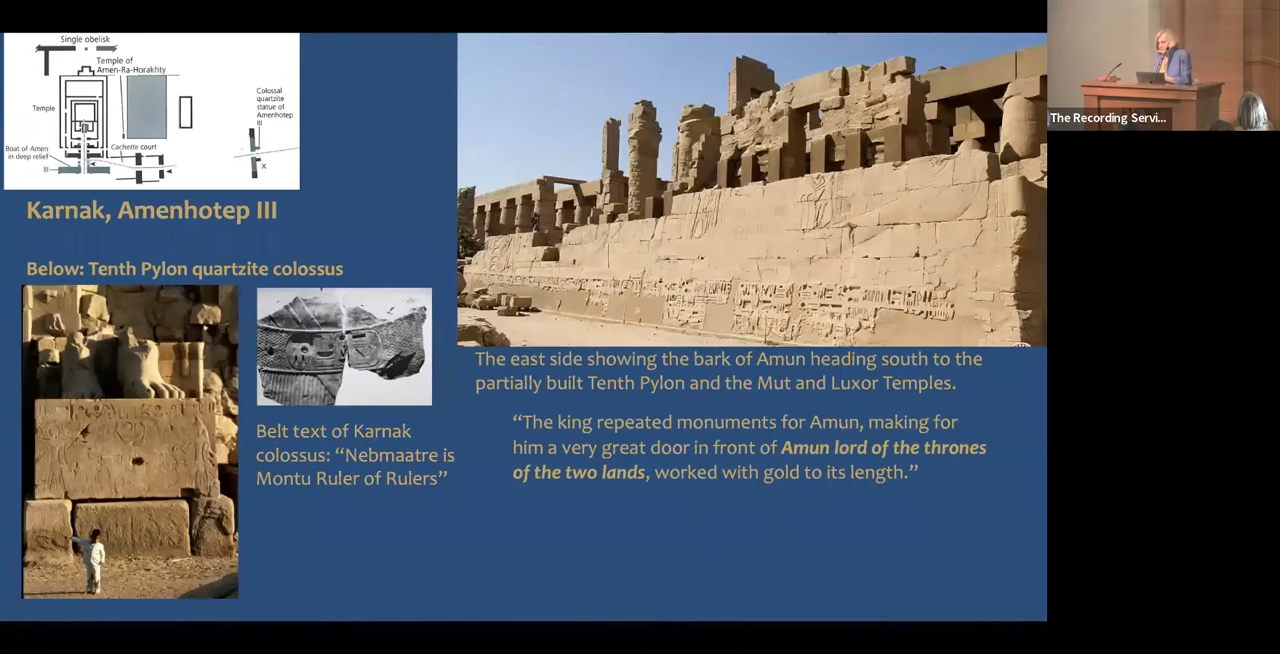 Single obelisk
Temple of
Amen-Ra-Horakhty
Temple
Colossal
quartzite
statue of
Amenhotep
III
Boat of Amen
in deep relief
Cachette court
III
X
Karnak, Amenhotep III
Below: Tenth Pylon quartzite colossus
Belt text of Karnak
colossus: “Nebmaatre is
Montu Ruler of Rulers”
The east side showing the bark of Amun heading south to the
partially built Tenth Pylon and the Mut and Luxor Temples.
“The king repeated monuments for Amun, making for
him a very great door in front of Amun lord of the thrones
of the two lands, worked with gold to its length.”
The Recording Servi...